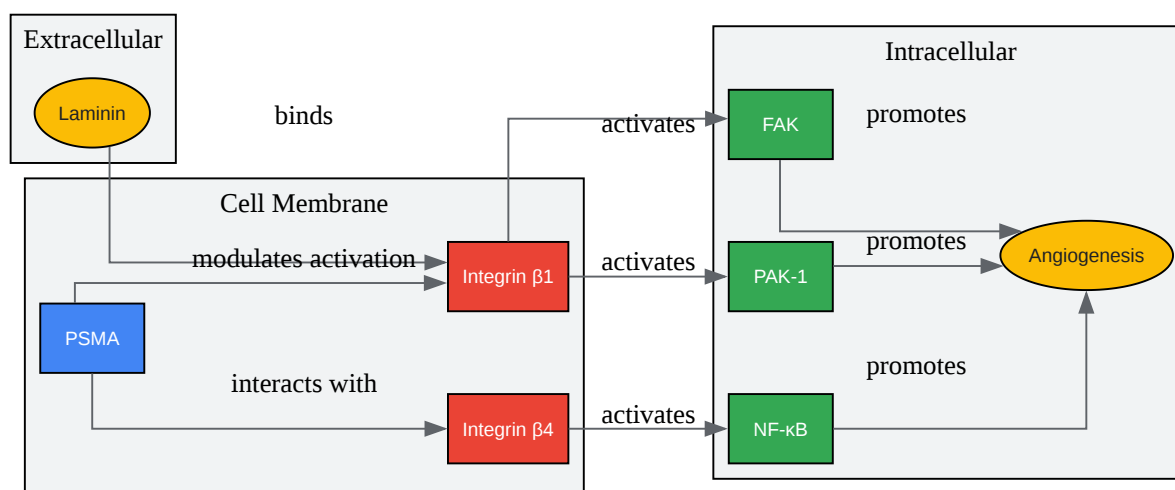 Extracellular
Laminin
binds
Cell Membrane
modulates activation
PSMA
interacts with
Integrin β1
Integrin β4
activates
activates
activates
Intracellular
FAK
promotes
PAK-1
promotes
NF-κB
promotes
Angiogenesis